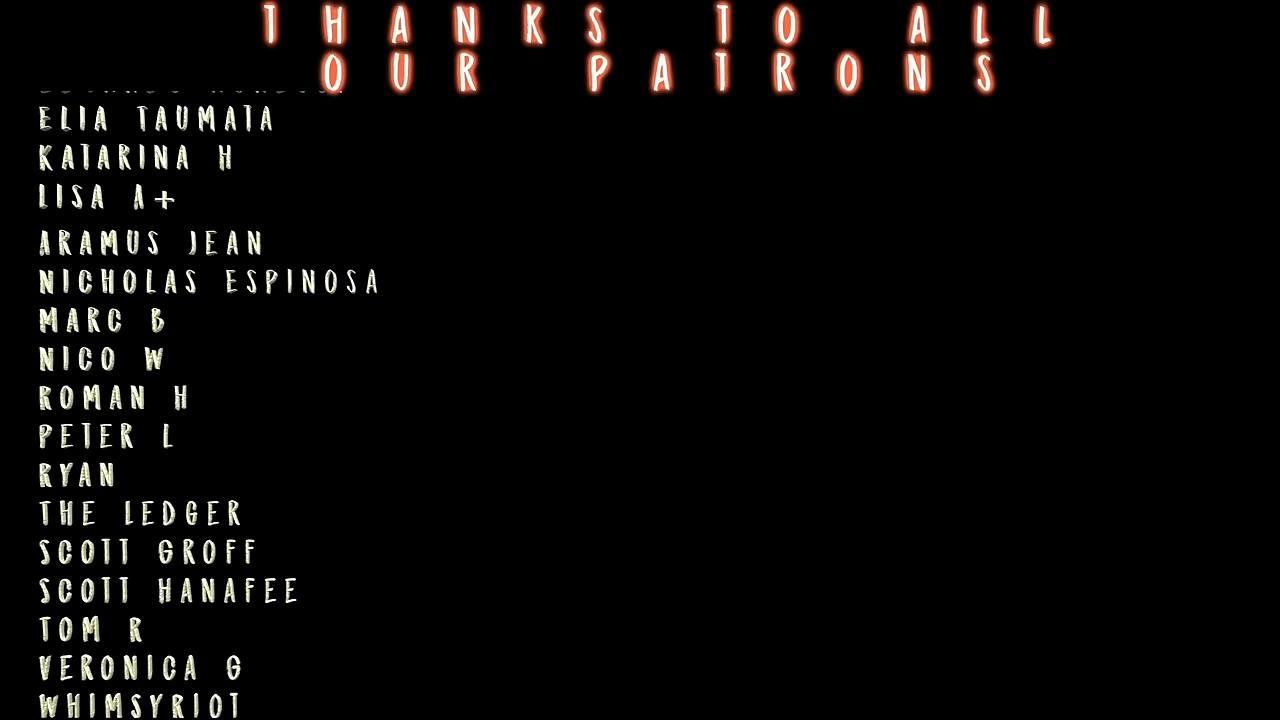 THANKS TO ALL
OUR PATRONS
ELIA TAUMATA
KATARINA H
LISA A+
ARAMUS JEAN
NICHOLAS ESPINOSA
MARC B
NICO W
ROMAN H
PETER L
RYAN
THE LEDGER
SCOTT GROFF
SCOTT HANAFEE
TOM R
VERONICA G
WHIMSYRIOT